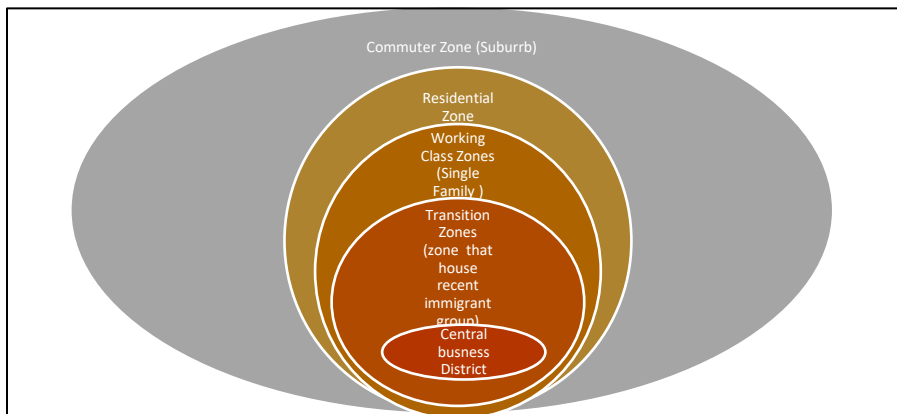 Commuter Zone (Suburrb)
Residential
Zone
Working
Class Zones
(Single
Family )
Transition
Zones
(zone that
house
recent
immigrant
group)
Central
busness
District